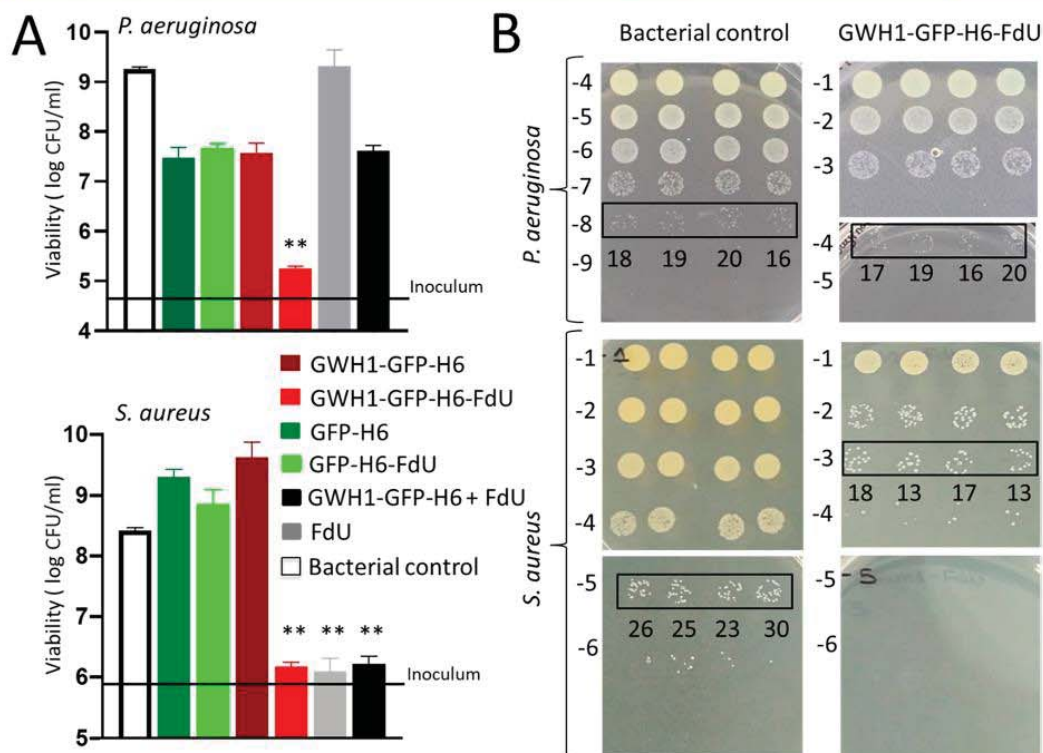 A
P. aeruginosa
Viability ( log CFU/ml)
10
9
8
7
6
5
4
**
Inoculum
GWH1-GFP-H6
GWH1-GFP-H6-FdU
GFP-H6
GFP-H6-FdU
GWH1-GFP-H6 + FdU
FdU
Bacterial control
S. aureus
Viability ( log CFU/ml)
10
9
8
7
6
5
** ** **
Inoculum
B
Bacterial control GWH1-GFP-H6-FdU
P. aeruginosa
-4
-5
-6
-7
-8
18 19 20 16
-9
-1
-2
-3
-4
17 19 16 20
-5
S. aureus
-1 - 1
-2
-3
-4
-5
26 25 23 30
-6
-1
-2
-3
18 13 17 13
-4
-5 - 5
-6